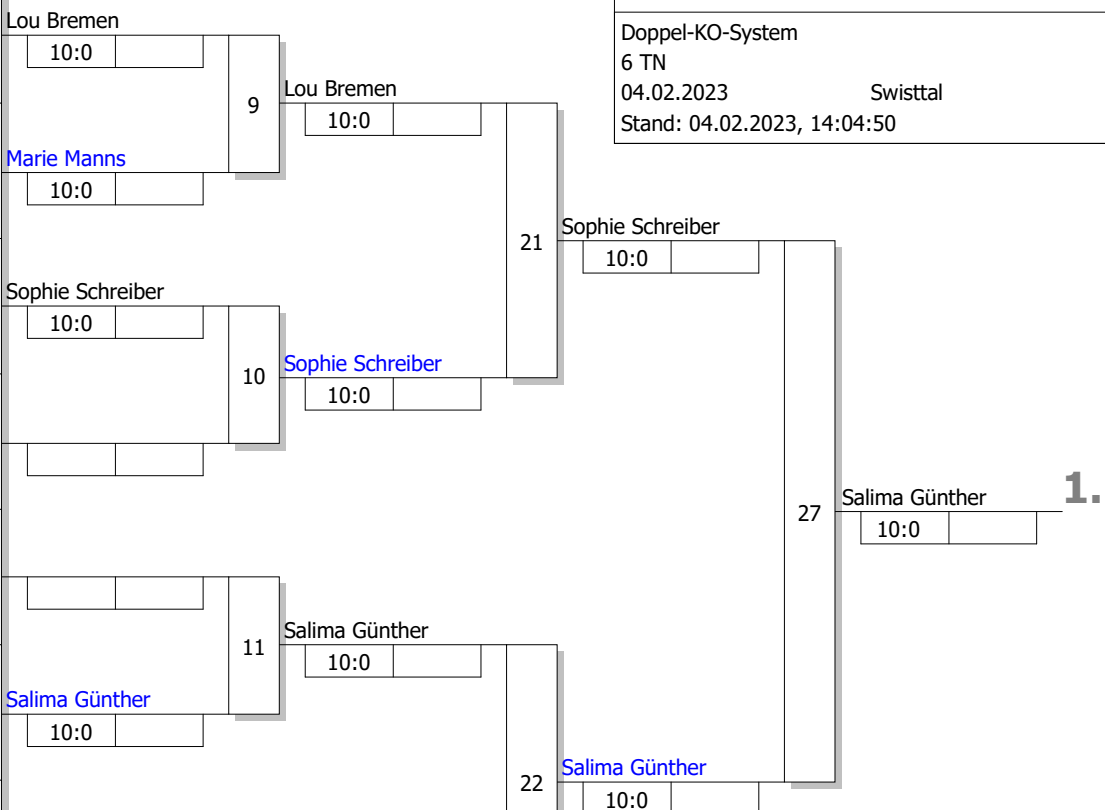 Doppel-KO-System
6 TN
04.02.2023 Swisttal
Stand: 04.02.2023, 14:04:50
Lou Bremen
10:0
9
Marie Manns
10:0
Lou Bremen
10:0
21
Sophie Schreiber
10:0
10
Sophie Schreiber
10:0
Sophie Schreiber
10:0
27
Salima Günther
10:0
1.
11
Salima Günther
10:0
Salima Günther
10:0
22
Salima Günther
10:0